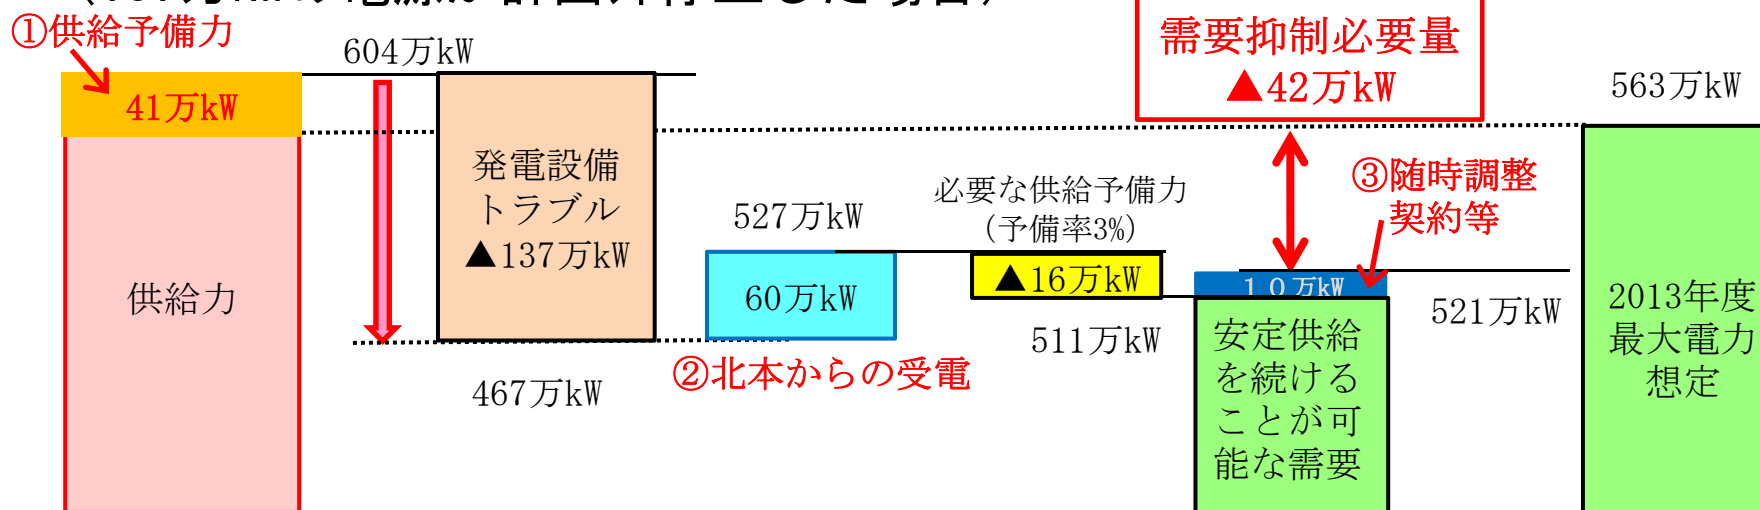 ①供給予備力
604万kW
41万kW
供給力
発電設備
トラブル
▲137万kW
467万kW
527万kW
60万kW
②北本からの受電
必要な供給予備力
(予備率3%)
▲16万kW
511万kW
需要抑制必要量
▲42万kW
③随時調整
契約等
10万kW
521万kW
安定供給
を続ける
ことが可
能な需要
563万kW
2013年度
最大電力
想定